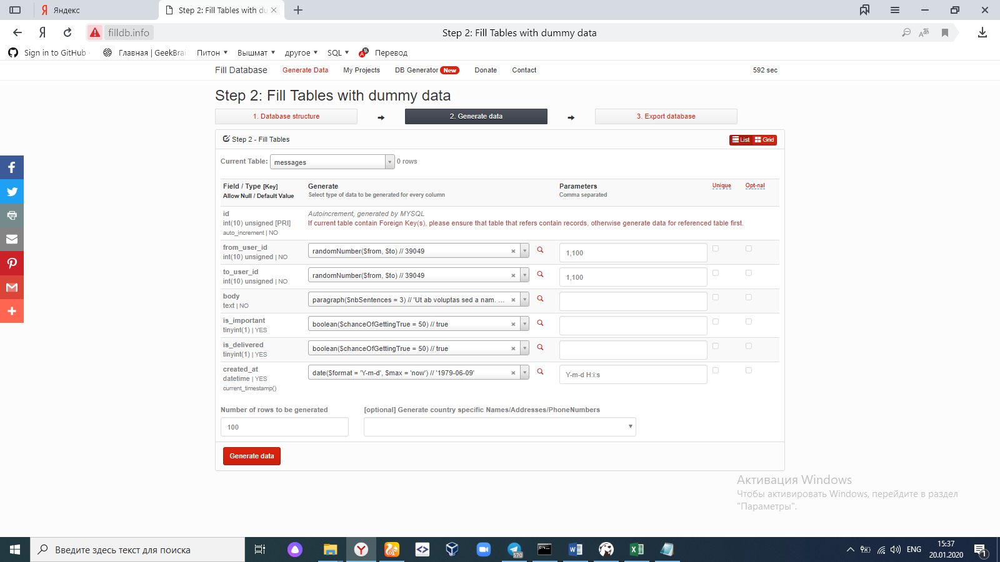 Яндекс
Step 2: Fill Tables with du
filldb.info
Step 2: Fill Tables with dummy data
Sign in to GitHub
Главная | GeekBrai
Питон
Вышмат
другое
SQL
Перевод
Fill Database
Generate Data
My Projects
DB Generator New
Donate
Contact
592 sec
Step 2: Fill Tables with dummy data
1. Database structure
2. Generate data
3. Export database
Step 2 - Fill Tables
List
Grid
Current Table:
messages
0 rows
Field / Type [Key]
Allow Null / Default Value
Generate
Select type of data to be generated for every column
Parameters
Comma separated
Unique
Opt-nal
id
int(10) unsigned [PRI]
auto_increment | NO
Autoincrement, generated by MYSQL
If current table contain Foreign Key(s), please ensure that table that refers contain records, otherwise generate data for referenced table first.
from_user_id
int(10) unsigned | NO
randomNumber($from, $to) // 39049
1,100
to_user_id
int(10) unsigned | NO
randomNumber($from, $to) // 39049
1,100
body
text | NO
paragraph($nbSentences = 3) // 'Ut ab voluptas sed a nam. ...
is_important
tinyint(1) | YES
boolean($chanceOfGettingTrue = 50) // true
is_delivered
tinyint(1) | YES
boolean($chanceOfGettingTrue = 50) // true
created_at
datetime | YES
current_timestamp()
date($format = 'Y-m-d', $max = 'now') // '1979-06-09'
Y-m-d H:i:s
Number of rows to be generated
100
[optional] Generate country specific Names/Addresses/PhoneNumbers
Generate data
Активация Windows
Чтобы активировать Windows, перейдите в раздел
"Параметры".
Введите здесь текст для поиска
570
ENG
15:37
20.01.2020
1